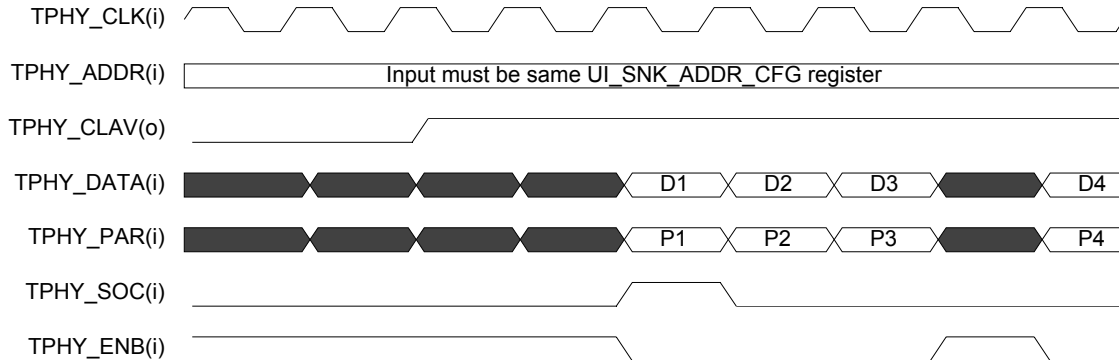 TPHY_CLK(i)
TPHY_ADDR(i) Input must be same UI_SNK_ADDR_CFG register
TPHY_CLAV(o)
TPHY_DATA(i) D1 D2 D3 D4
TPHY_PAR(i) P1 P2 P3 P4
TPHY_SOC(i)
TPHY_ENB(i)